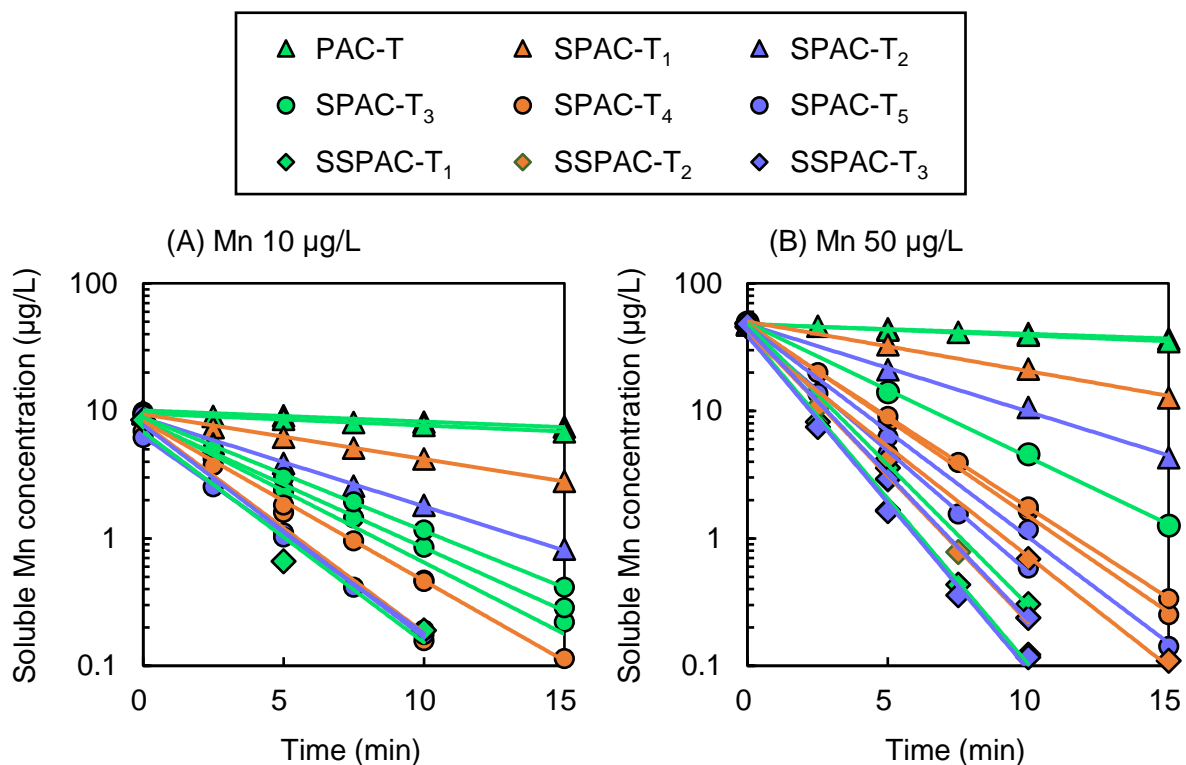 PAC-T SPAC-T₁ SPAC-T₂
SPAC-T₃ SPAC-T₄ SPAC-T₅
SSPAC-T₁ SSPAC-T₂ SSPAC-T₃
(A) Mn 10 µg/L
Soluble Mn concentration (µg/L)
100
10
1
0.1
0 5 10 15
Time (min)
(B) Mn 50 µg/L
Soluble Mn concentration (µg/L)
100
10
1
0.1
0 5 10 15
Time (min)